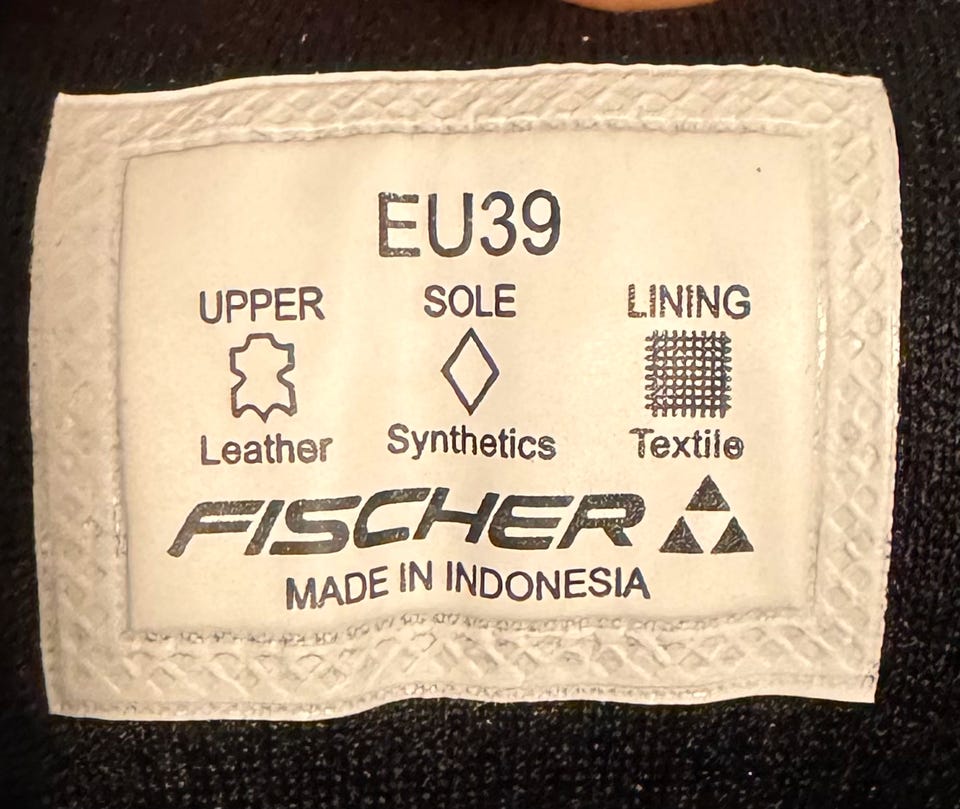 EU39
UPPER SOLE LINING
Leather Synthetics Textile
FISCHER
MADE IN INDONESIA